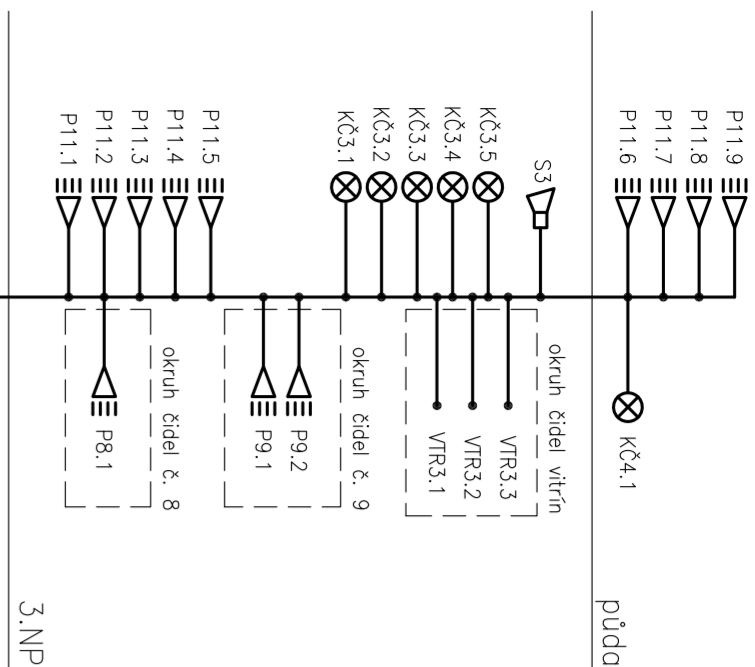 P11.1
P11.2
P11.3
P11.4
P11.5
KČ3.1
KČ3.2
KČ3.3
KČ3.4
KČ3.5
S3
P11.6
P11.7
P11.8
P11.9
P8.1
okruh čidel č. 8
P9.1
P9.2
okruh čidel č. 9
VTR3.1
VTR3.2
VTR3.3
okruh čidel vitrín
KČ4.1
3.NP
půda